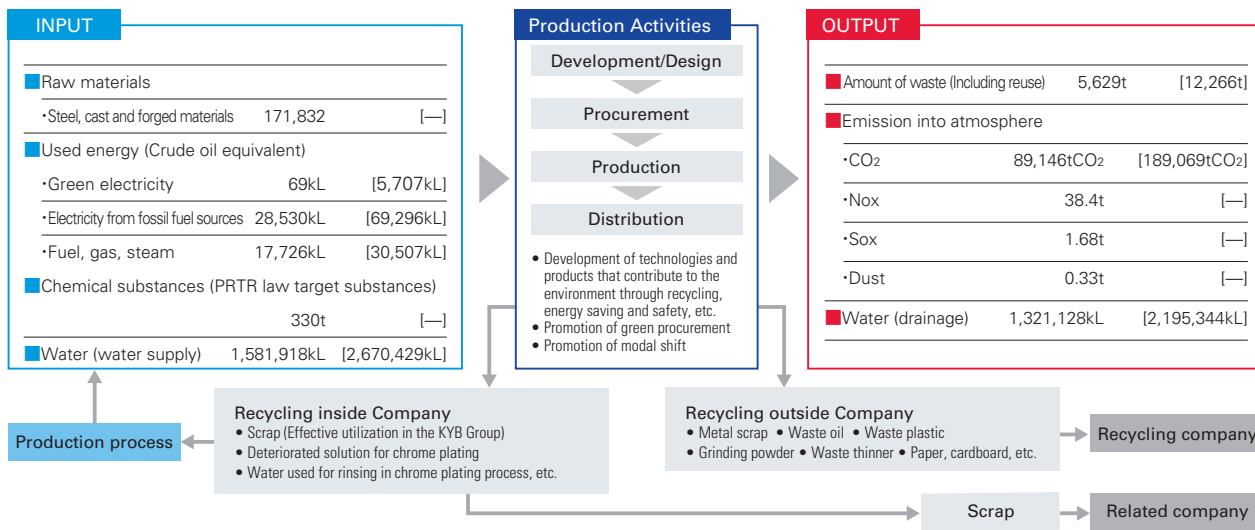 INPUT
■Raw materials
・Steel, cast and forged materials 171,832 [—]
■Used energy (Crude oil equivalent)
・Green electricity 69kL [5,707kL]
・Electricity from fossil fuel sources 28,530kL [69,296kL]
・Fuel, gas, steam 17,726kL [30,507kL]
■Chemical substances (PRTR law target substances)
330t [—]
■Water (water supply) 1,581,918kL [2,670,429kL]
Production Activities
Development/Design
Procurement
Production
Distribution
• Development of technologies and
products that contribute to the
environment through recycling,
energy saving and safety, etc.
• Promotion of green procurement
• Promotion of modal shift
OUTPUT
■Amount of waste (Including reuse) 5,629t [12,266t]
■Emission into atmosphere
・CO2 89,146tCO2 [189,069tCO2]
・Nox 38.4t [—]
・Sox 1.68t [—]
・Dust 0.33t [—]
■Water (drainage) 1,321,128kL [2,195,344kL]
Production process
Recycling inside Company
• Scrap (Effective utilization in the KYB Group)
• Deteriorated solution for chrome plating
• Water used for rinsing in chrome plating process, etc.
Recycling outside Company
• Metal scrap • Waste oil • Waste plastic
• Grinding powder • Waste thinner • Paper, cardboard, etc.
Recycling company
Scrap
Related company